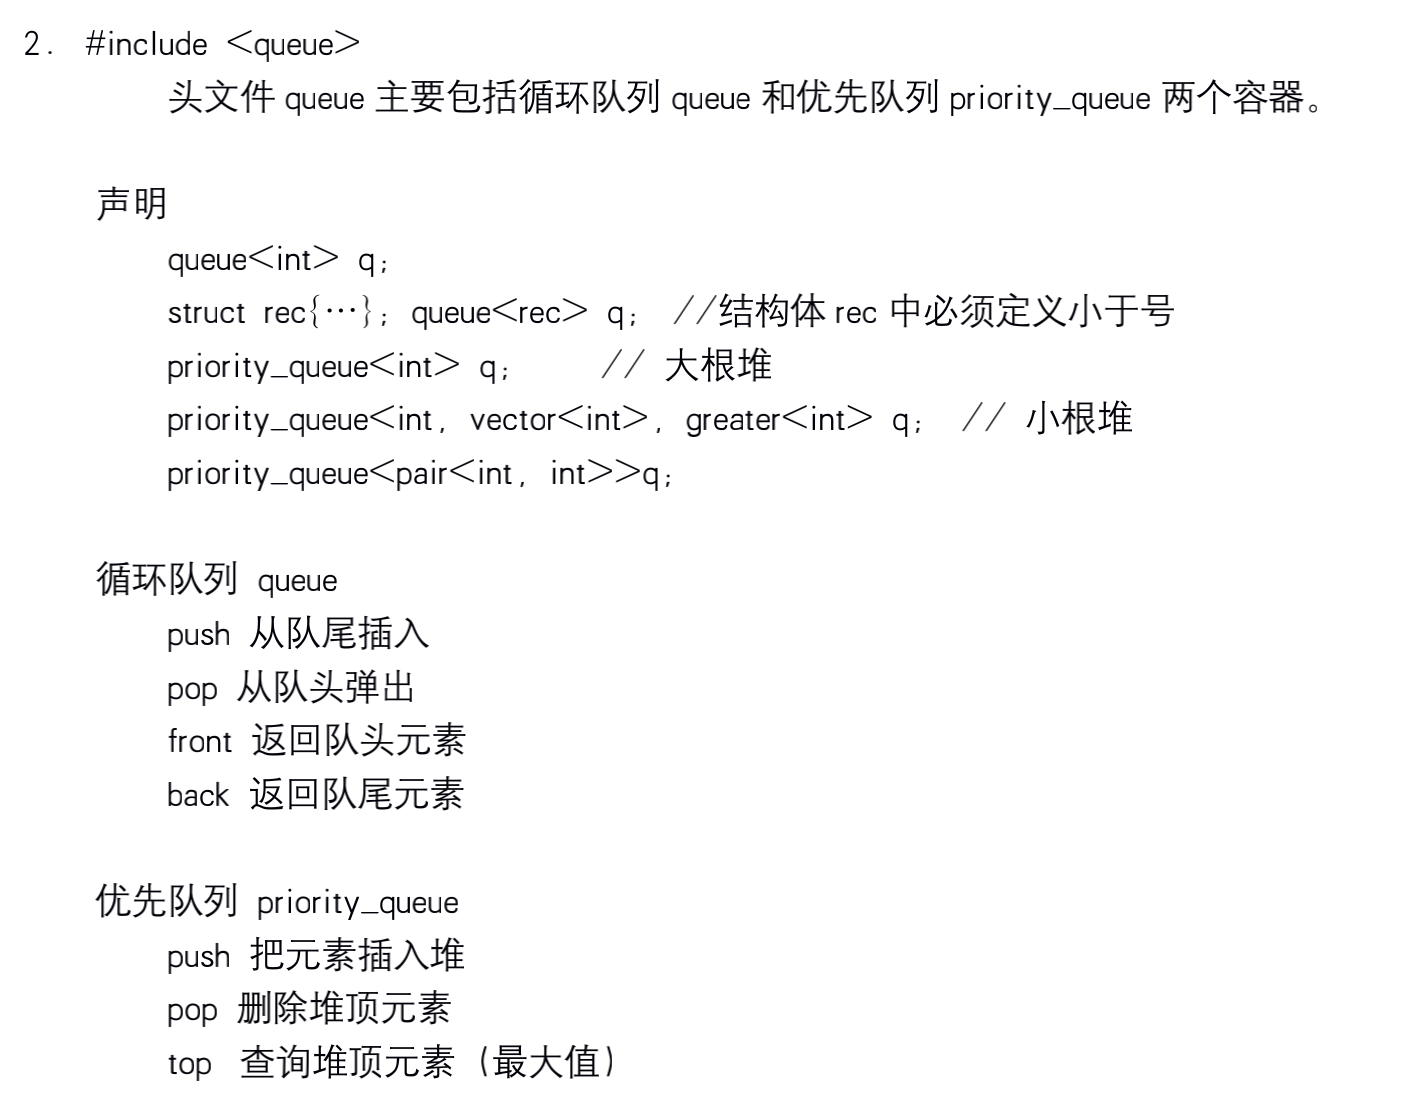 2. #include <queue>
头文件 queue 主要包括循环队列 queue 和优先队列 priority_queue 两个容器。
声明
queue<int> q;
struct rec{…}; queue<rec> q; //结构体 rec 中必须定义小于号
priority_queue<int> q; // 大根堆
priority_queue<int, vector<int>, greater<int> q; // 小根堆
priority_queue<pair<int, int>>q;
循环队列 queue
push 从队尾插入
pop 从队头弹出
front 返回队头元素
back 返回队尾元素
优先队列 priority_queue
push 把元素插入堆
pop 删除堆顶元素
top 查询堆顶元素（最大值）